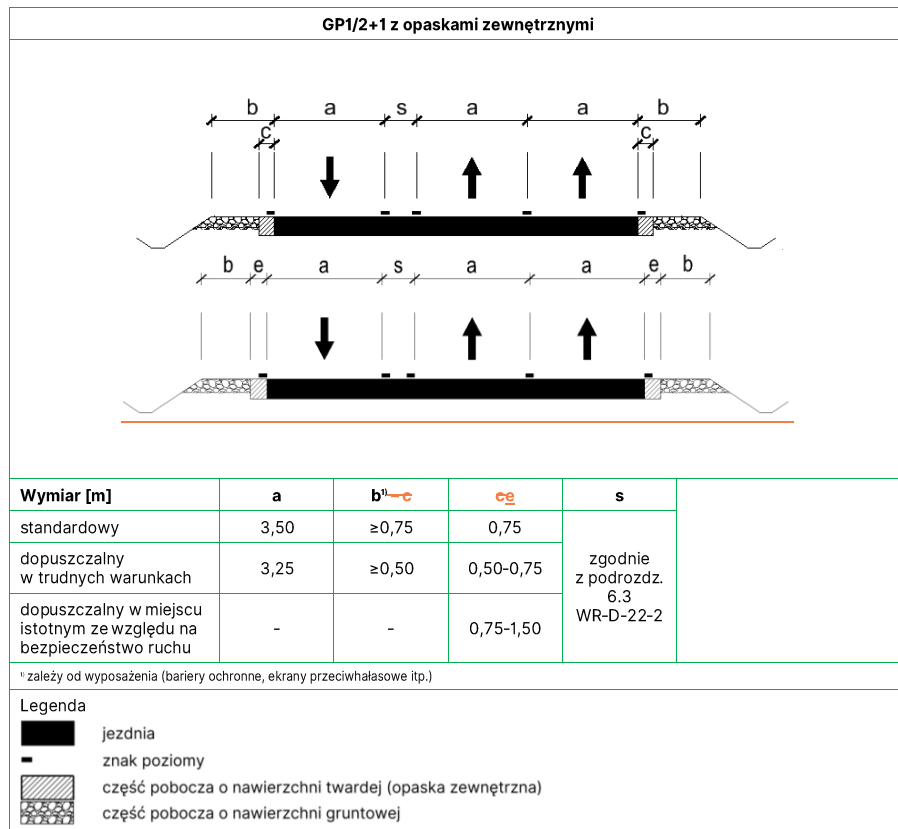 GP1/2+1 z opaskami zewnętrznymi
b a s a a b
c c
b e a s a a e b
Wymiar [m] a b¹⁾ – c ce s
standardowy 3,50 ≥0,75 0,75
dopuszczalny
w trudnych warunkach 3,25 ≥0,50 0,50-0,75
dopuszczalny w miejscu
istotnym ze względu na
bezpieczeństwo ruchu - - 0,75-1,50
zgodnie
z podrozdz.
6.3
WR-D-22-2
¹⁾ zależy od wyposażenia (bariery ochronne, ekrany przeciwhałasowe itp.)
Legenda
jezdnia
znak poziomy
część pobocza o nawierzchni twardej (opaska zewnętrzna)
część pobocza o nawierzchni gruntowej